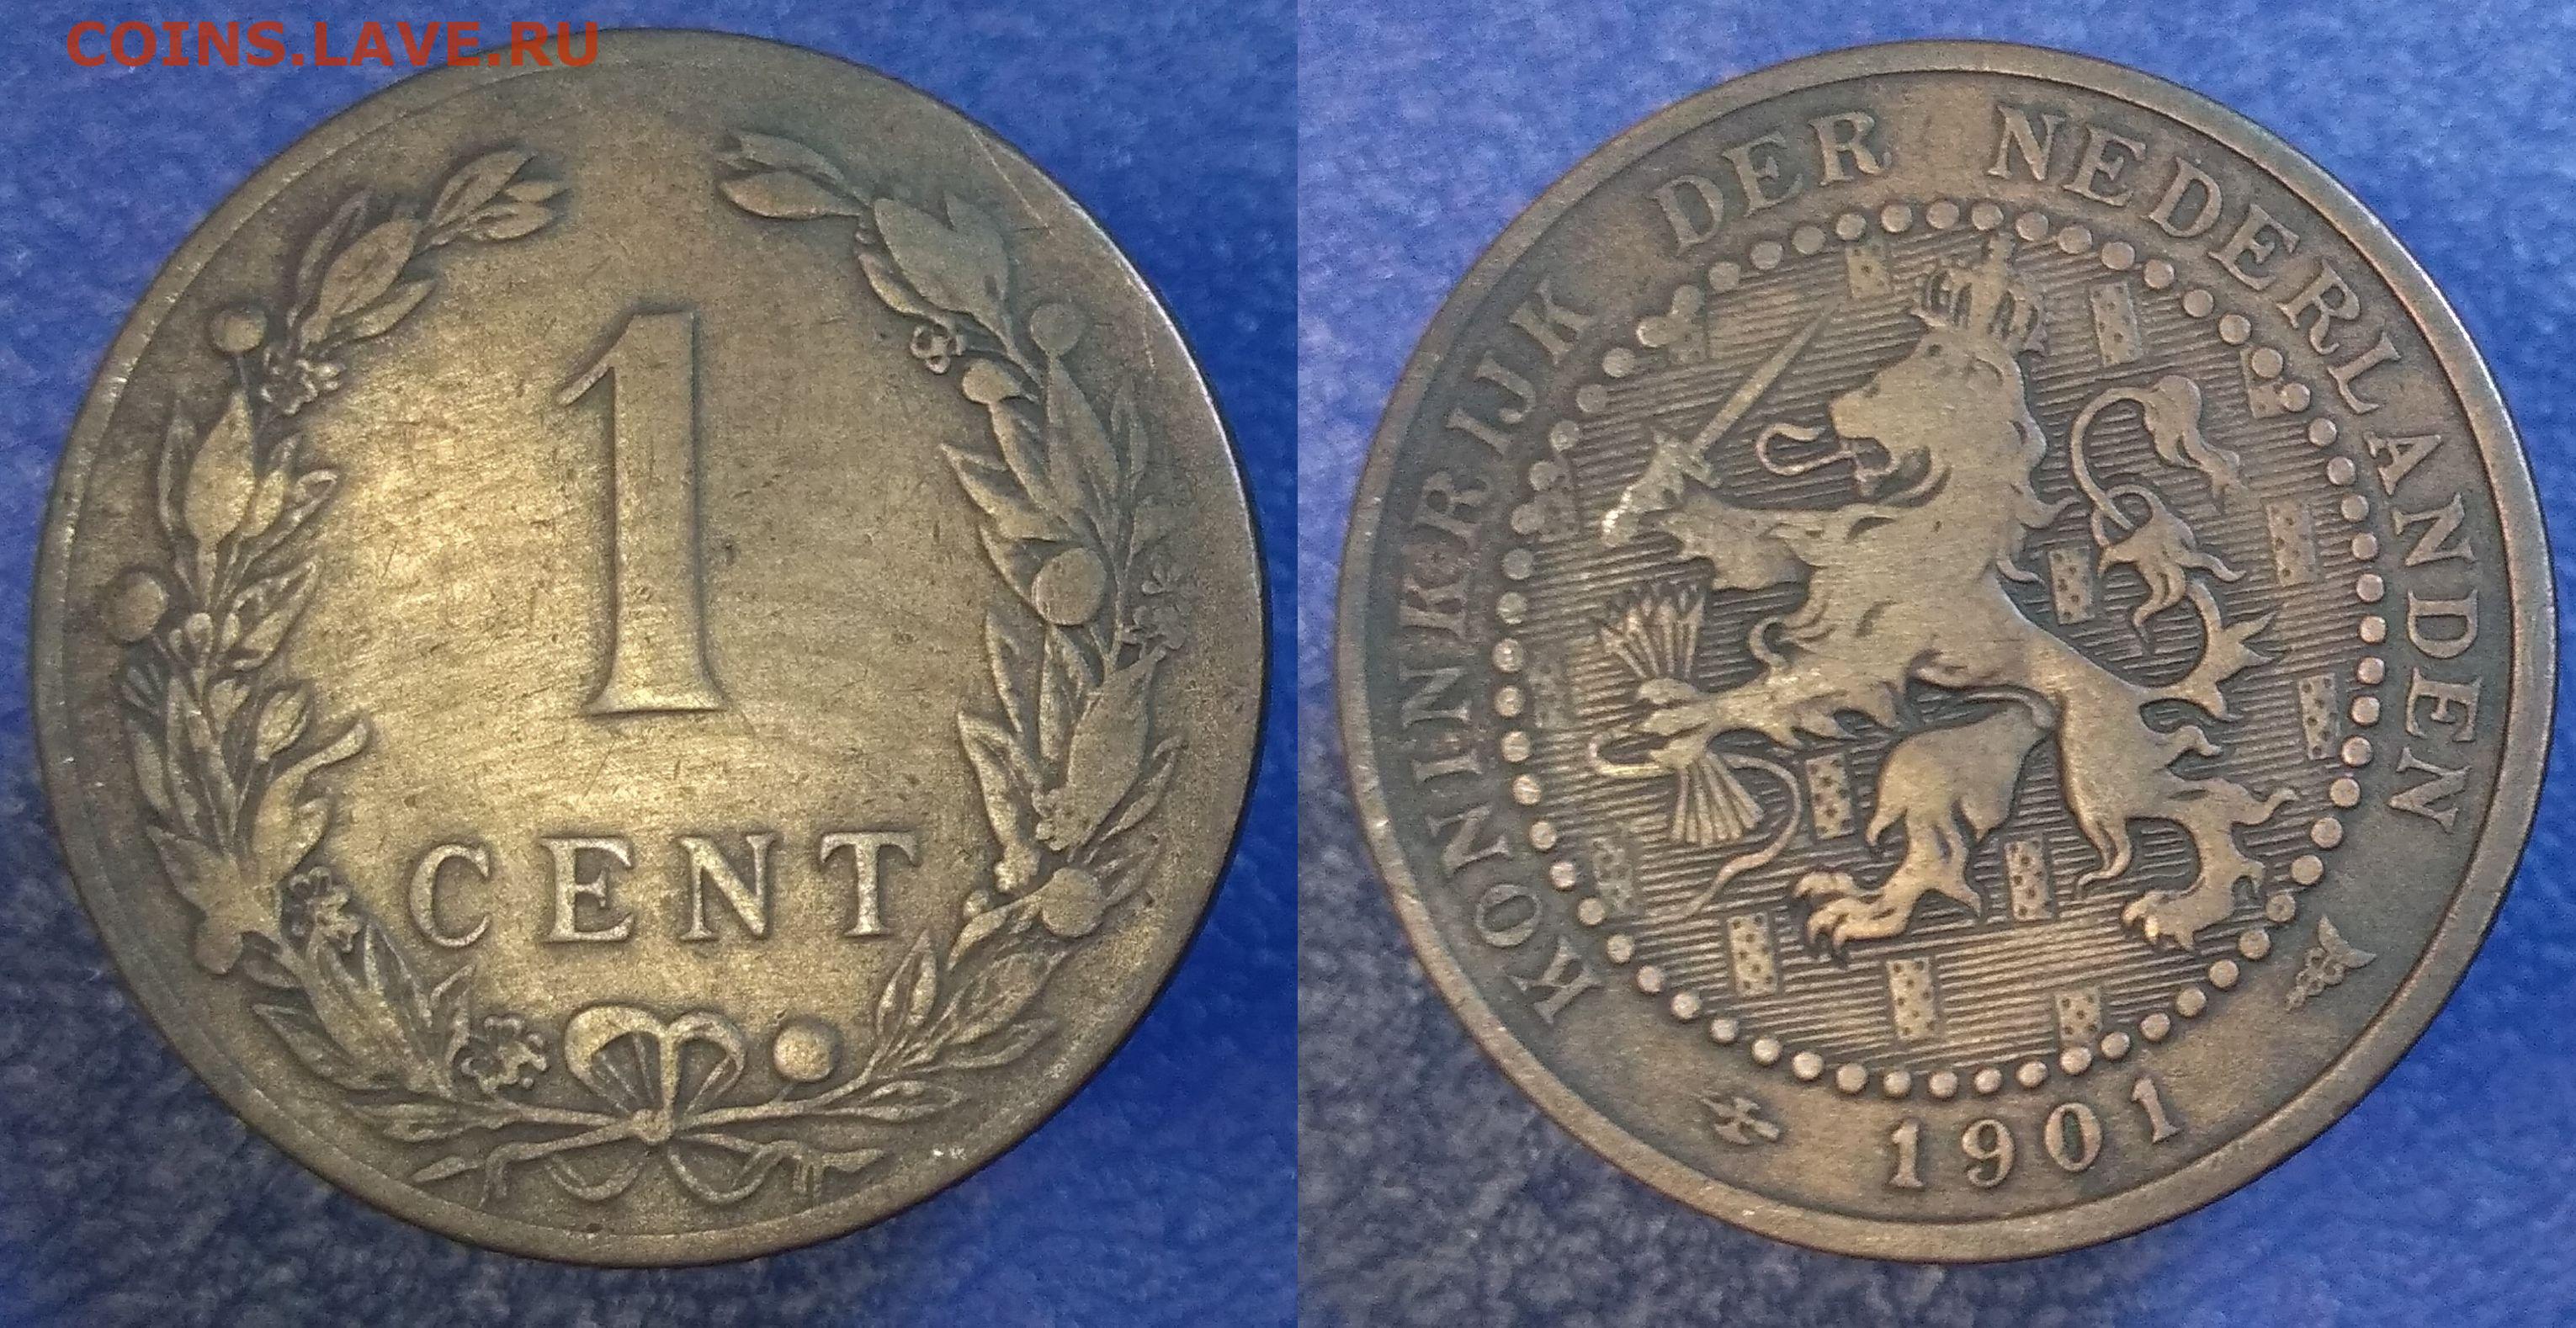 COINS.LAVE.RU
1
CENT
KONINKRIJK DER NEDERLANDEN
1901